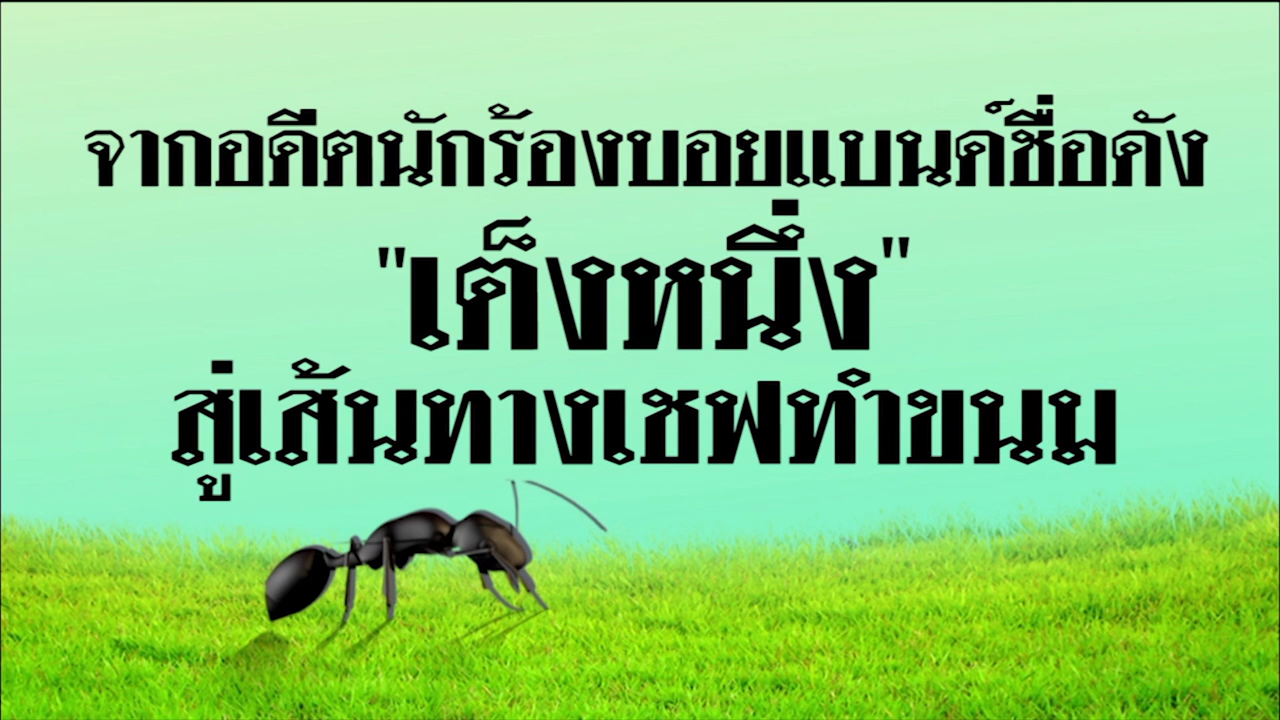 จากอดีตนักร้องบอยแบนด์ชื่อดัง
"เต็งหนึ่ง"
สู่เส้นทางเชฟทำขนม